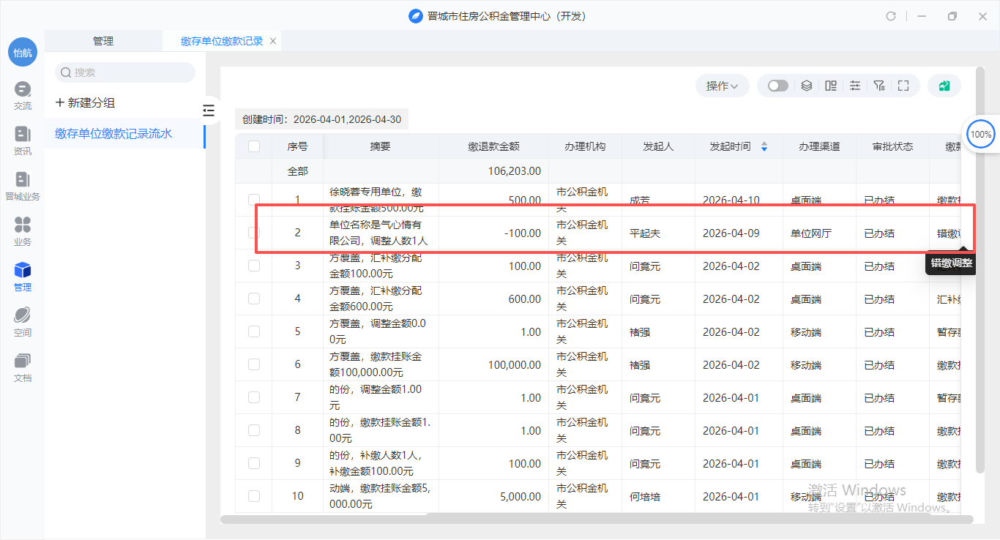 晋城市住房公积金管理中心（开发）
怡航
管理
缴存单位缴款记录
搜索
新建分组
缴存单位缴款记录流水
交流
资讯
晋城业务
业务
管理
空间
文档
操作
创建时间：2026-04-01,2026-04-30
100%
序号 摘要 缴退款金额 办理机构 发起人 发起时间 办理渠道 审批状态 缴款
全部 106,203.00
1 徐晓蓉专用单位，缴款挂账金额500.00元 500.00 市公积金机关 成芳 2026-04-10 桌面端 已办结 缴款挂
2 单位名称是气心情有限公司，调整人数1人 -100.00 市公积金机关 平起夫 2026-04-09 单位网厅 已办结 错缴调
错缴调整
3 方覆盖，汇补缴分配金额100.00元 100.00 市公积金机关 问竟元 2026-04-02 桌面端 已办结
4 方覆盖，汇补缴分配金额600.00元 600.00 市公积金机关 问竟元 2026-04-02 桌面端 已办结 汇补缴
5 方覆盖，调整金额0.00元 1.00 市公积金机关 褚强 2026-04-02 移动端 已办结 暂存款
6 方覆盖，缴款挂账金额100,000.00元 100,000.00 市公积金机关 褚强 2026-04-02 移动端 已办结 缴款挂
7 的份，调整金额1.00元 1.00 市公积金机关 问竟元 2026-04-01 桌面端 已办结 暂存款
8 的份，缴款挂账金额1.00元 1.00 市公积金机关 问竟元 2026-04-01 桌面端 已办结 缴款挂
9 的份，补缴人数1人，补缴金额100.00元 100.00 市公积金机关 问竟元 2026-04-01 桌面端 已办结 缴款挂
10 动端，缴款挂账金额5,000.00元 5,000.00 市公积金机关 何培培 2026-04-01 移动端 已办结 缴款挂
激活 Windows
转到“设置”以激活 Windows。